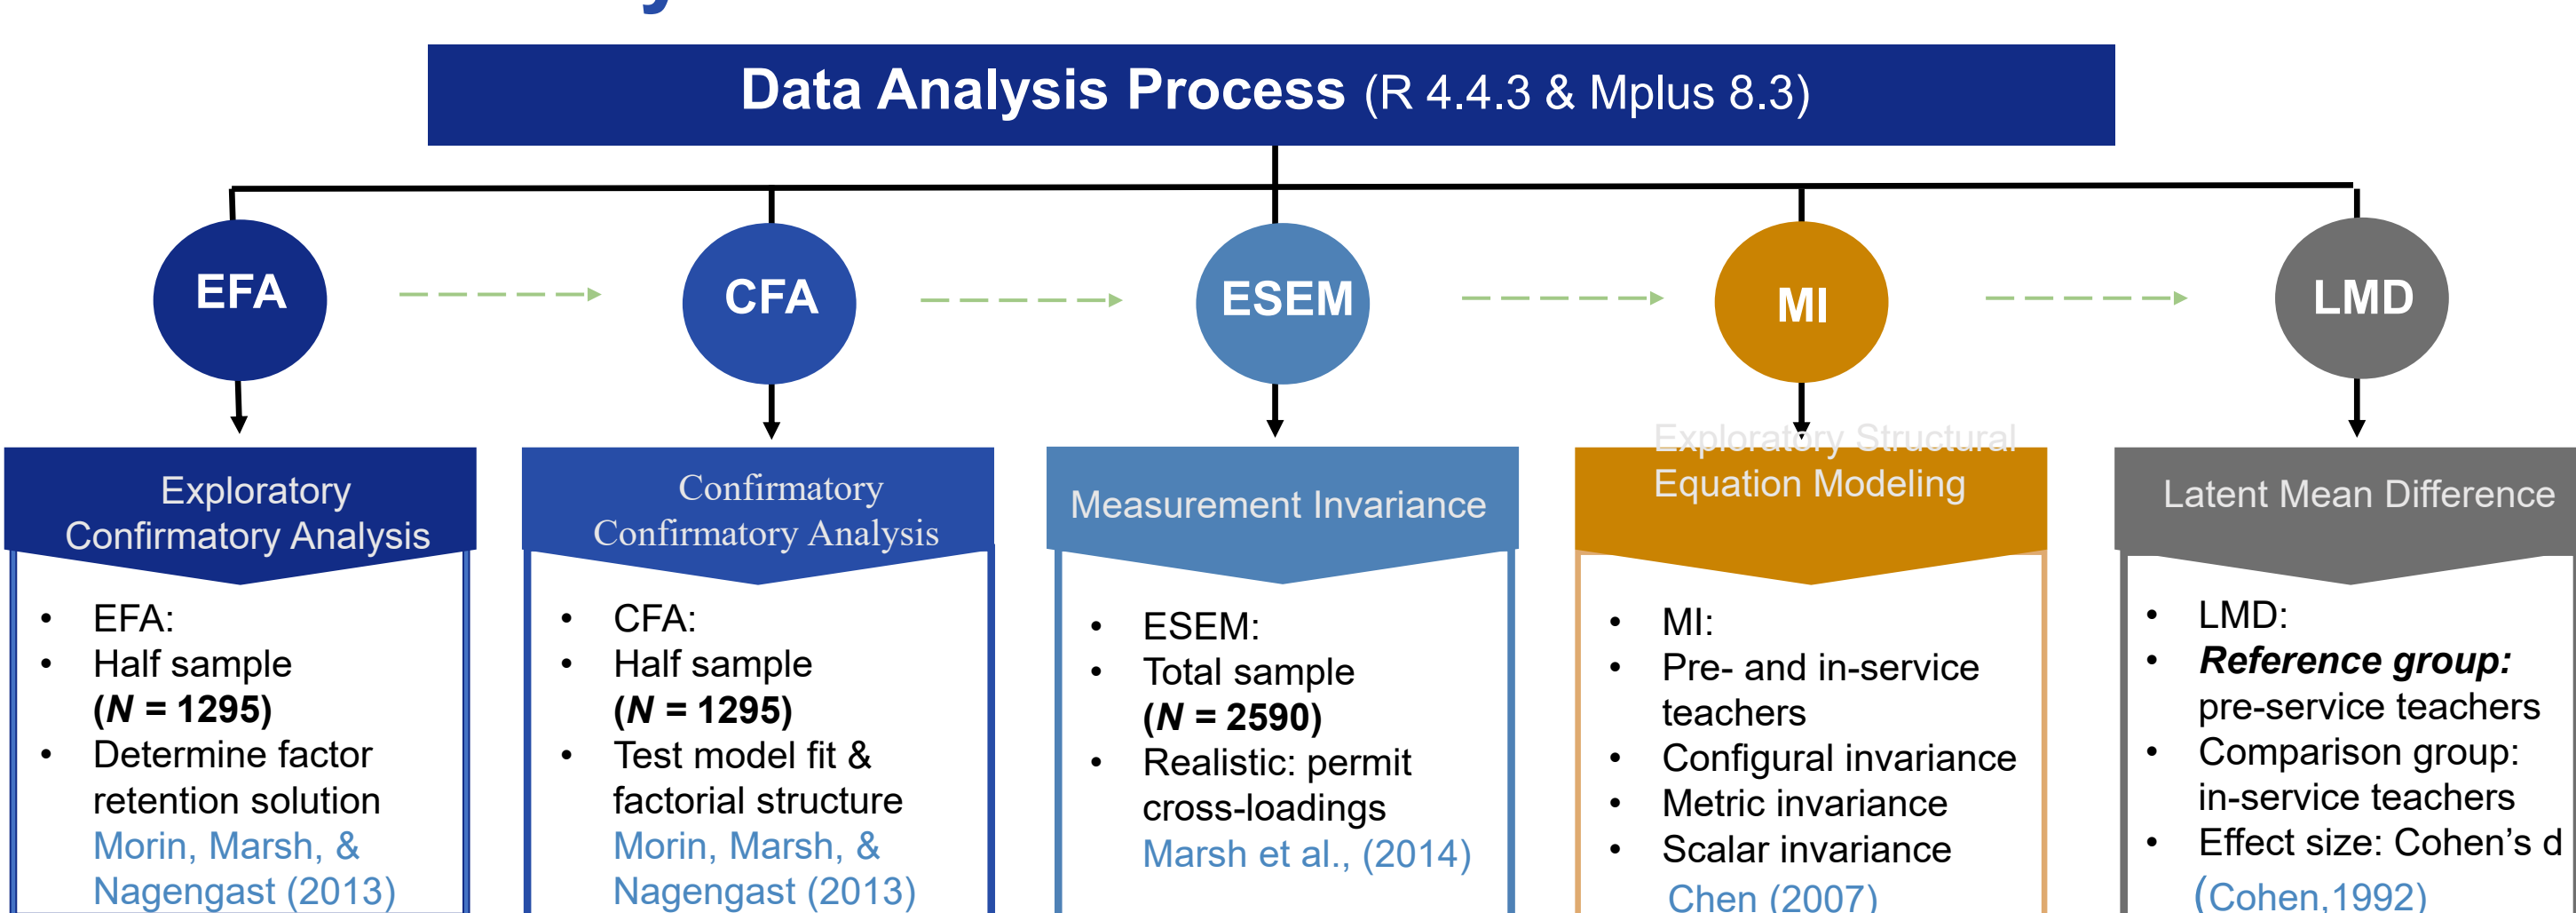 Data Analysis Process (R 4.4.3 & Mplus 8.3)
EFA
CFA
ESEM
MI
LMD
Exploratory
Confirmatory Analysis
• EFA:
• Half sample
(N = 1295)
• Determine factor
retention solution
Morin, Marsh, &
Nagengast (2013)
Confirmatory
Confirmatory Analysis
• CFA:
• Half sample
(N = 1295)
• Test model fit &
factorial structure
Morin, Marsh, &
Nagengast (2013)
Measurement Invariance
• ESEM:
• Total sample
(N = 2590)
• Realistic: permit
cross-loadings
Marsh et al., (2014)
Exploratory Structural
Equation Modeling
• MI:
• Pre- and in-service
teachers
• Configural invariance
• Metric invariance
• Scalar invariance
Chen (2007)
Latent Mean Difference
• LMD:
• Reference group:
pre-service teachers
• Comparison group:
in-service teachers
• Effect size: Cohen’s d
(Cohen,1992)